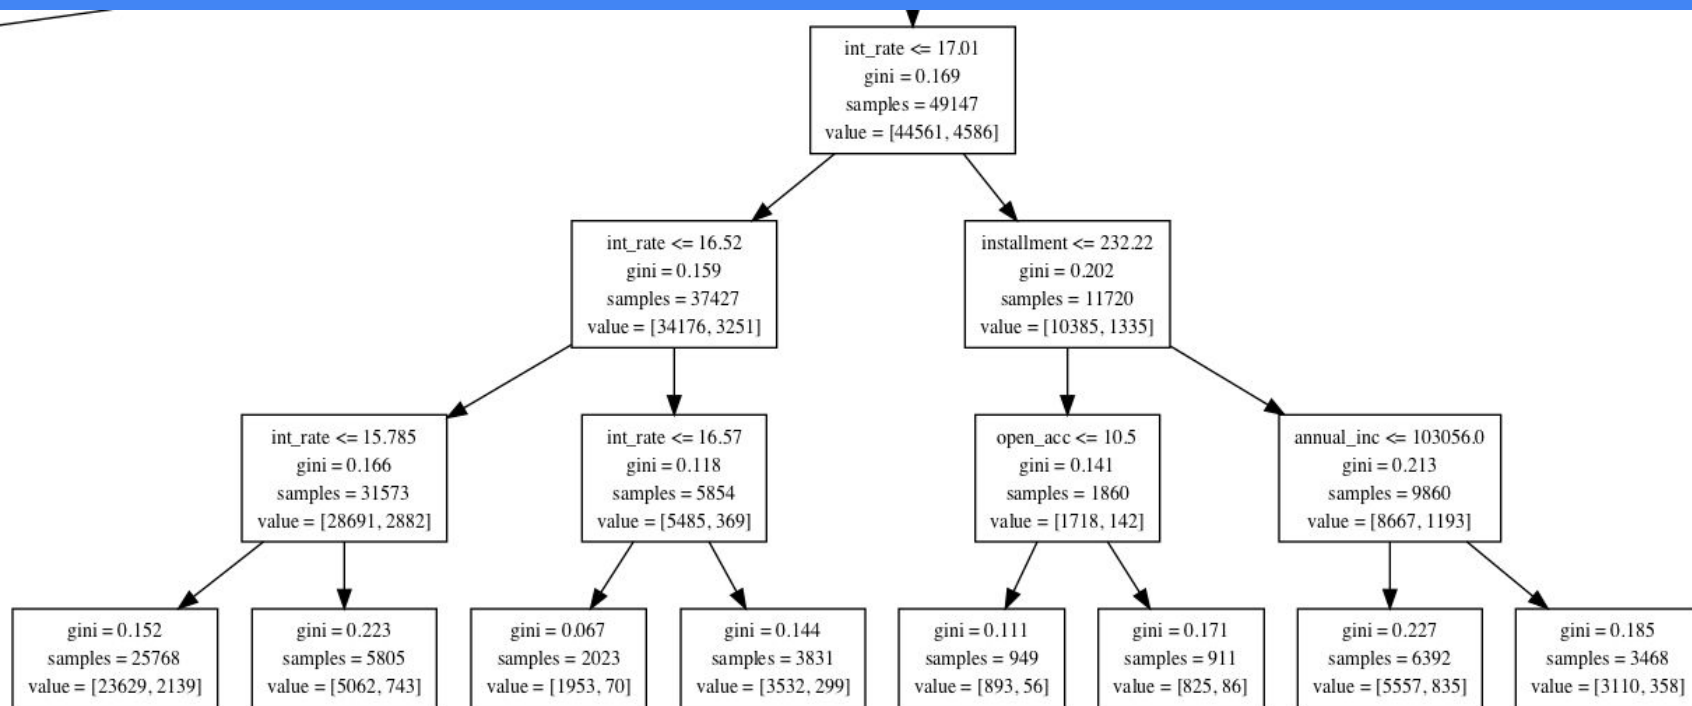 int_rate <= 17.01
gini = 0.169
samples = 49147
value = [44561, 4586]
int_rate <= 16.52
gini = 0.159
samples = 37427
value = [34176, 3251]
installment <= 232.22
gini = 0.202
samples = 11720
value = [10385, 1335]
int_rate <= 15.785
gini = 0.166
samples = 31573
value = [28691, 2882]
int_rate <= 16.57
gini = 0.118
samples = 5854
value = [5485, 369]
open_acc <= 10.5
gini = 0.141
samples = 1860
value = [1718, 142]
annual_inc <= 103056.0
gini = 0.213
samples = 9860
value = [8667, 1193]
gini = 0.152
samples = 25768
value = [23629, 2139]
gini = 0.223
samples = 5805
value = [5062, 743]
gini = 0.067
samples = 2023
value = [1953, 70]
gini = 0.144
samples = 3831
value = [3532, 299]
gini = 0.111
samples = 949
value = [893, 56]
gini = 0.171
samples = 911
value = [825, 86]
gini = 0.227
samples = 6392
value = [5557, 835]
gini = 0.185
samples = 3468
value = [3110, 358]